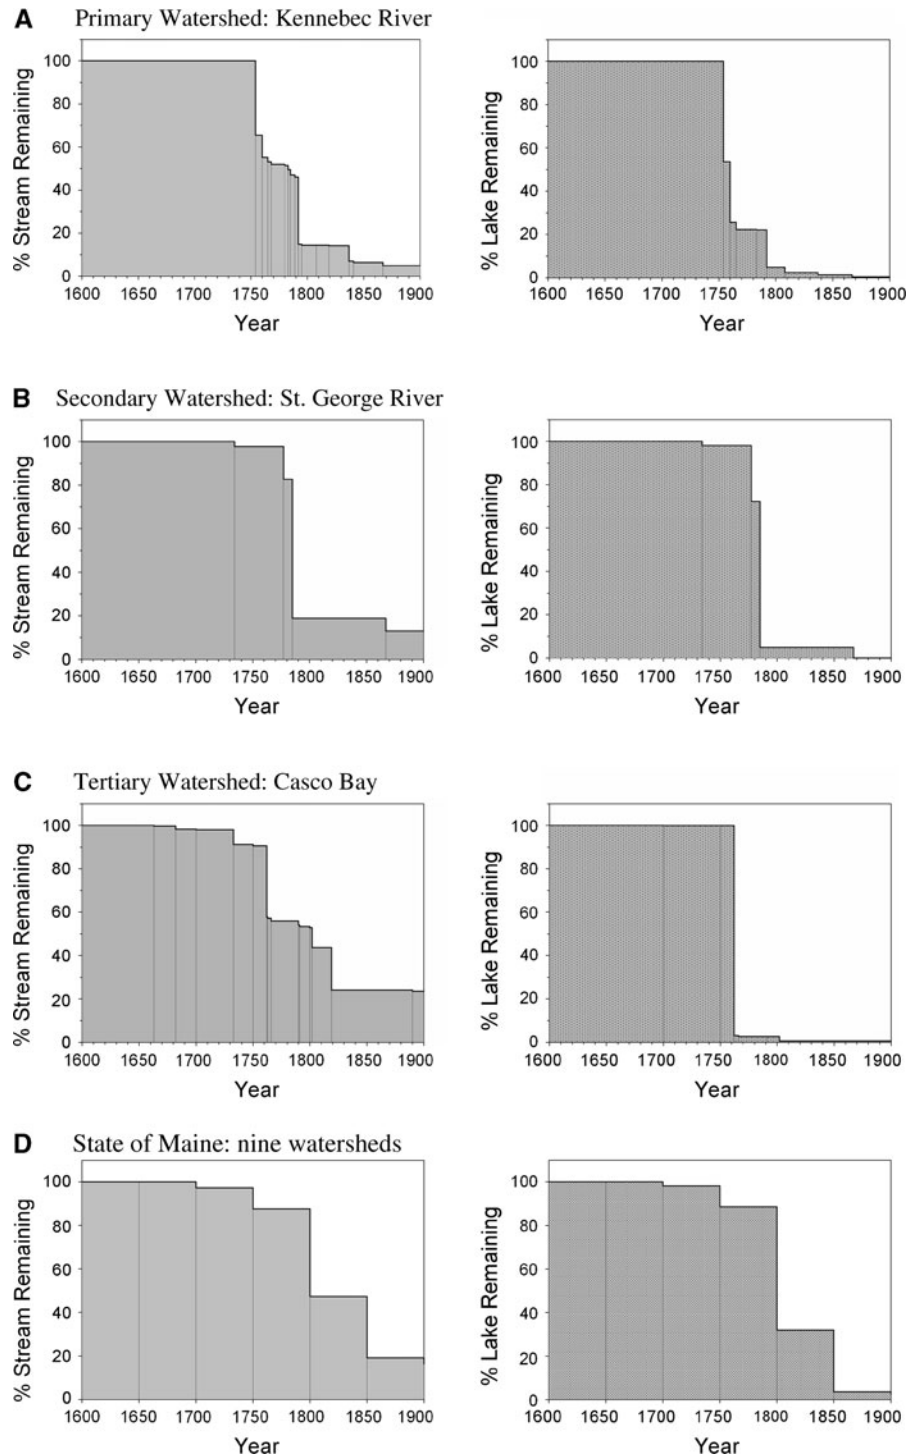 A Primary Watershed: Kennebec River
% Stream Remaining
100
80
60
40
20
0
1600 1650 1700 1750 1800 1850 1900
Year
% Lake Remaining
100
80
60
40
20
0
1600 1650 1700 1750 1800 1850 1900
Year
B Secondary Watershed: St. George River
% Stream Remaining
100
80
60
40
20
0
1600 1650 1700 1750 1800 1850 1900
Year
% Lake Remaining
100
80
60
40
20
0
1600 1650 1700 1750 1800 1850 1900
Year
C Tertiary Watershed: Casco Bay
% Stream Remaining
100
80
60
40
20
0
1600 1650 1700 1750 1800 1850 1900
Year
% Lake Remaining
100
80
60
40
20
0
1600 1650 1700 1750 1800 1850 1900
Year
D State of Maine: nine watersheds
% Stream Remaining
100
80
60
40
20
0
1600 1650 1700 1750 1800 1850 1900
Year
% Lake Remaining
100
80
60
40
20
0
1600 1650 1700 1750 1800 1850 1900
Year